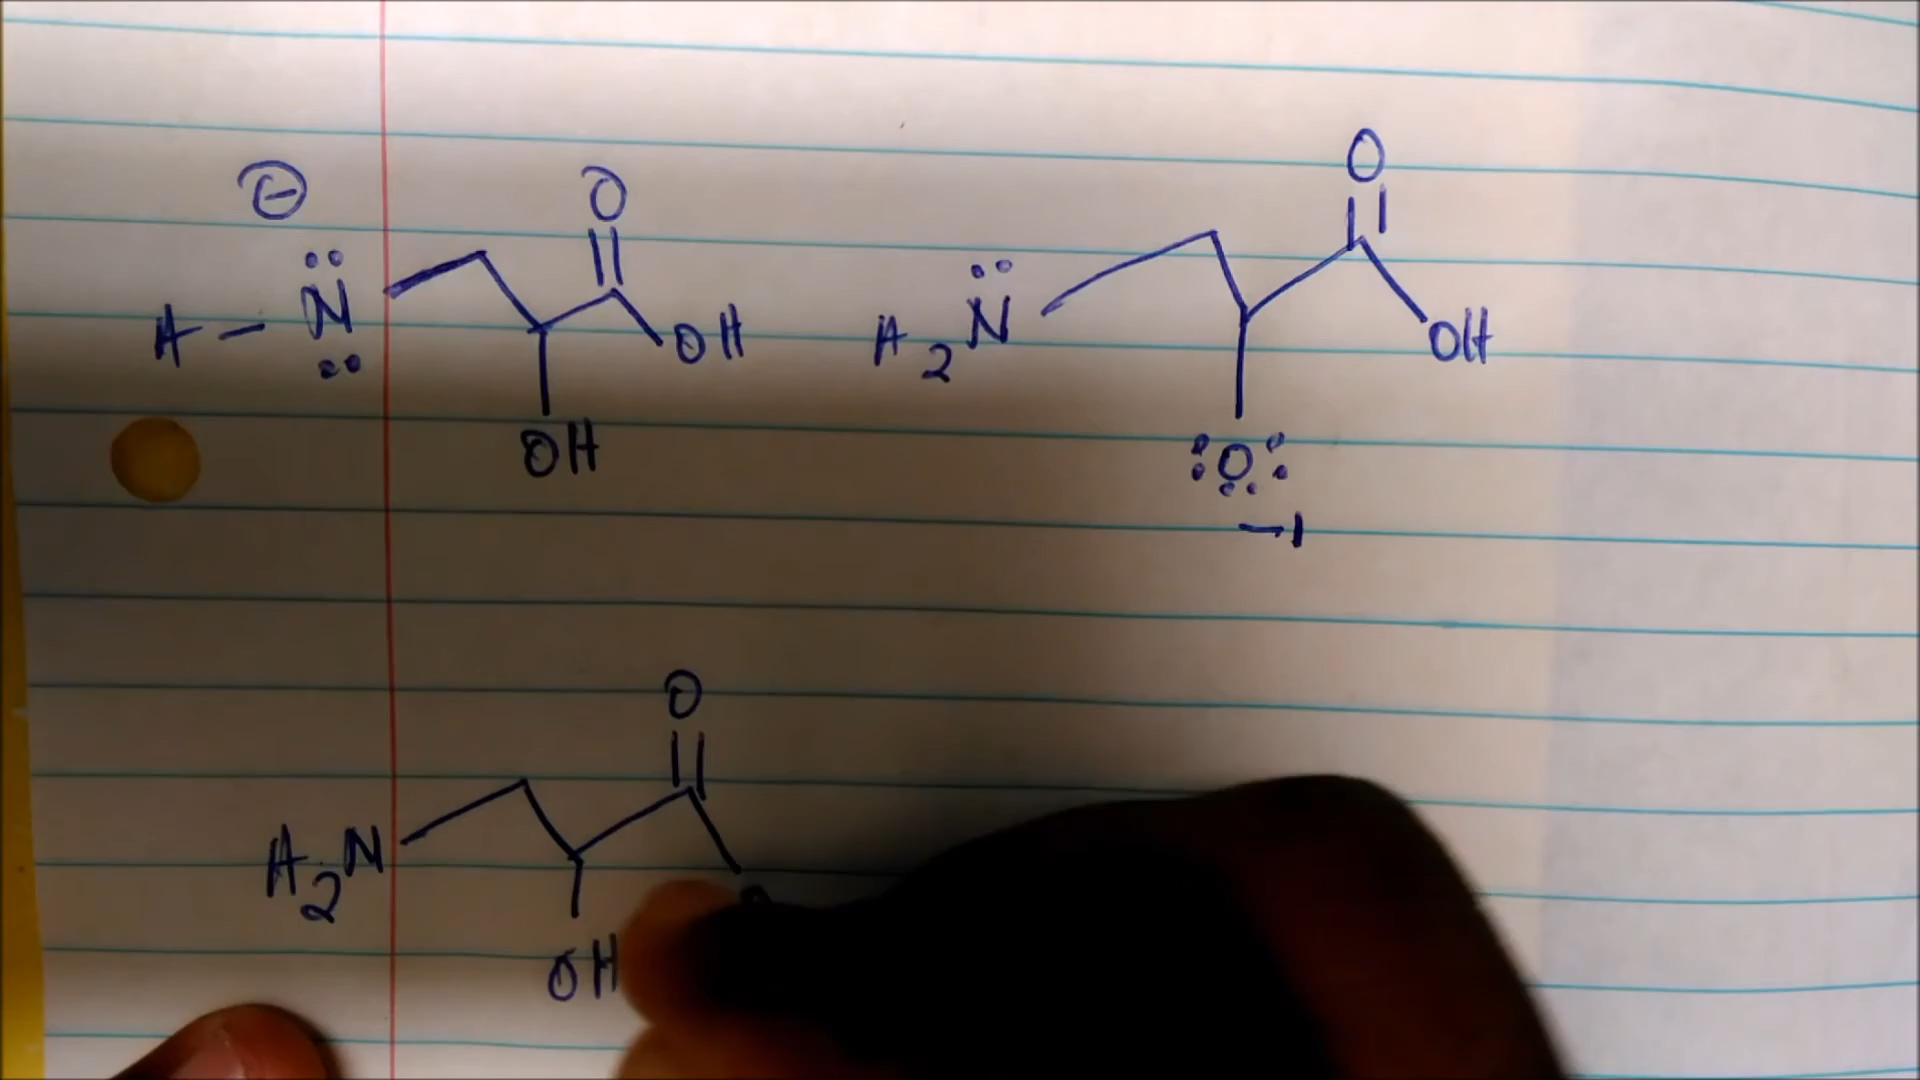 ⊖ O
H - N OH
OH
O
H2N OH
:O:
-1
O
H2N
OH